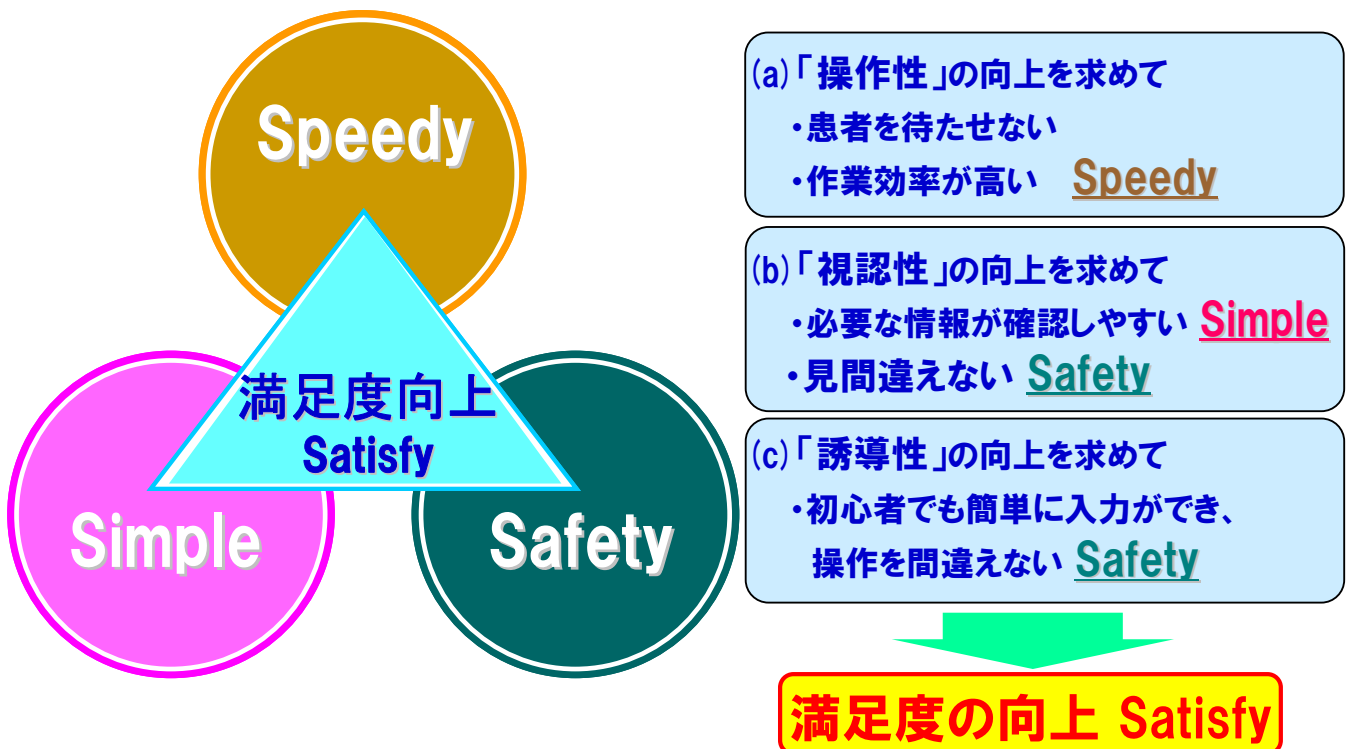 Speedy
満足度向上
Satisfy
Simple
Safety
(a)「操作性」の向上を求めて
・患者を待たせない
・作業効率が高い Speedy
(b)「視認性」の向上を求めて
・必要な情報が確認しやすい Simple
・見間違えない Safety
(c)「誘導性」の向上を求めて
・初心者でも簡単に入力ができ、
操作を間違えない Safety
満足度の向上 Satisfy